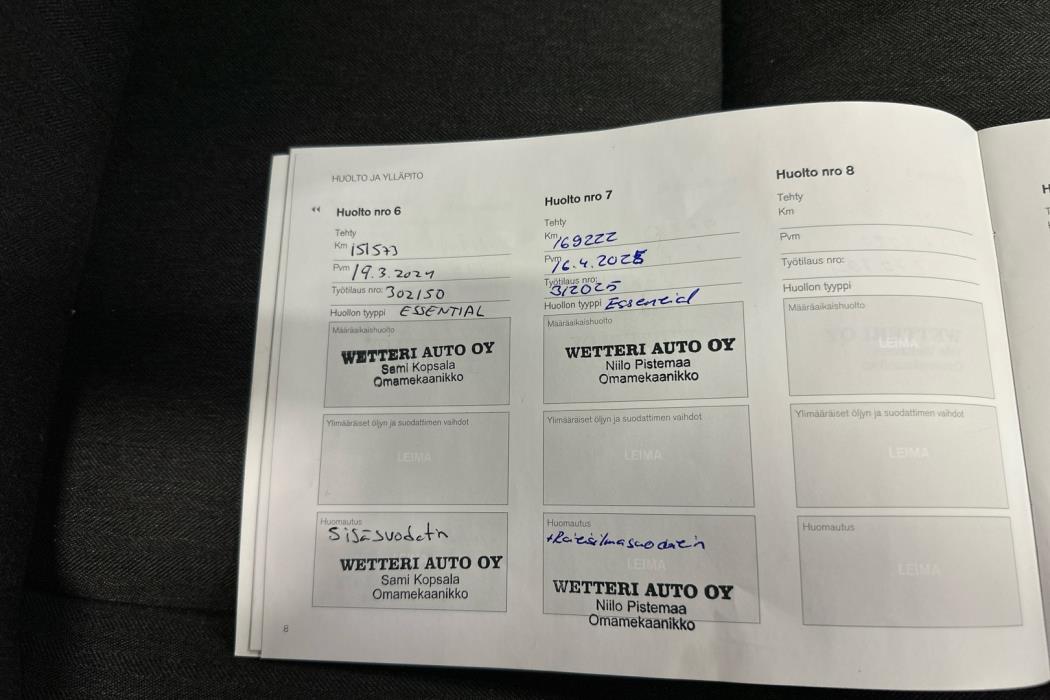 HUOLTO JA YLLÄPITO
Huolto nro 6
Tehty
Km 151573
Pvm 19.3.2024
Työtilaus nro: 302150
Huollon tyyppi ESSENTIAL
Määräaikaishuolto
WETTERI AUTO OY
Sami Kopsala
Omamekaanikko
Ylimääräiset öljyn ja suodattimen vaihdot
LEIMA
Huomautus
WETTERI AUTO OY
Sami Kopsala
Omamekaanikko
8
Huolto nro 7
Tehty
Km 169222
Pvm 16.4.2025
Työtilaus nro:
312025
Huollon tyyppi Essencial
Määräaikaishuolto
WETTERI AUTO OY
Niilo Pistemaa
Omamekaanikko
Ylimääräiset öljyn ja suodattimen vaihdot
LEIMA
Huomautus
LEIMA
WETTERI AUTO OY
Niilo Pistemaa
Omamekaanikko
Huolto nro 8
Tehty
Km
Pvm
Työtilaus nro:
Huollon tyyppi
Määräaikaishuolto
LEIMA
Ylimääräiset öljyn ja suodattimen vaihdot
LEIMA
Huomautus
LEIMA